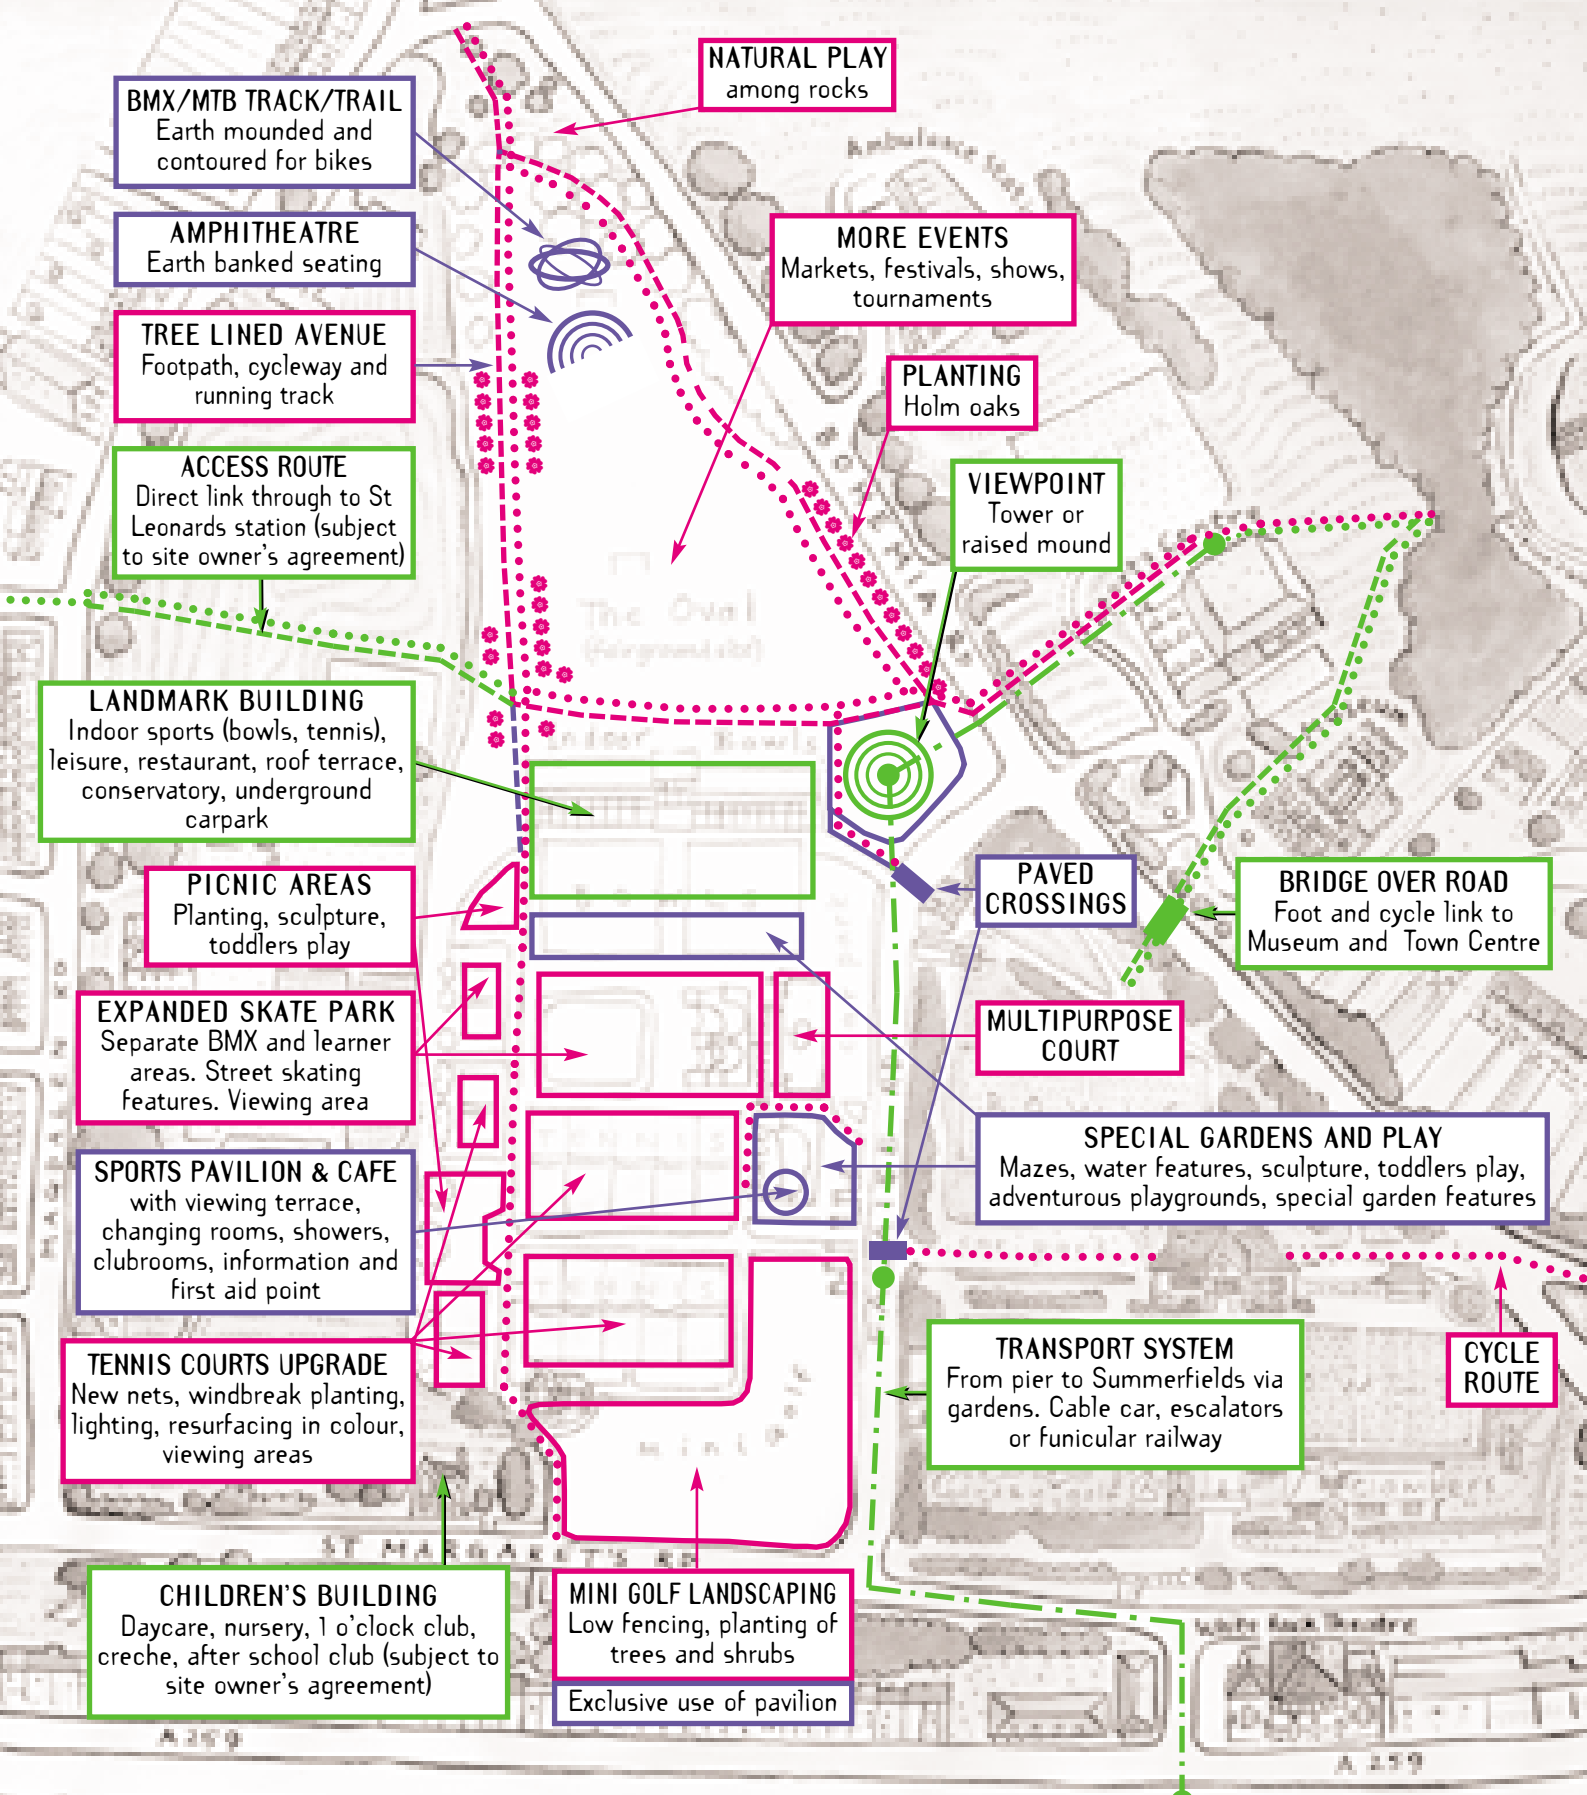 NATURAL PLAY
among rocks
BMX/MTB TRACK/TRAIL
Earth mounded and
contoured for bikes
AMPHITHEATRE
Earth banked seating
MORE EVENTS
Markets, festivals, shows,
tournaments
TREE LINED AVENUE
Footpath, cycleway and
running track
PLANTING
Holm oaks
ACCESS ROUTE
Direct link through to St
Leonards station (subject
to site owner's agreement)
VIEWPOINT
Tower or
raised mound
The Oval
LANDMARK BUILDING
Indoor sports (bowls, tennis),
leisure, restaurant, roof terrace,
conservatory, underground
carpark
PICNIC AREAS
Planting, sculpture,
toddlers play
PAVED
CROSSINGS
BRIDGE OVER ROAD
Foot and cycle link to
Museum and Town Centre
EXPANDED SKATE PARK
Separate BMX and learner
areas. Street skating
features. Viewing area
MULTIPURPOSE
COURT
TENNIS
SPECIAL GARDENS AND PLAY
Mazes, water features, sculpture, toddlers play,
adventurous playgrounds, special garden features
SPORTS PAVILION & CAFE
with viewing terrace,
changing rooms, showers,
clubrooms, information and
first aid point
TENNIS
TENNIS COURTS UPGRADE
New nets, windbreak planting,
lighting, resurfacing in colour,
viewing areas
TRANSPORT SYSTEM
From pier to Summerfields via
gardens. Cable car, escalators
or funicular railway
CYCLE
ROUTE
ST MARGARET'S RD
CHILDREN'S BUILDING
Daycare, nursery, 1 o'clock club,
creche, after school club (subject to
site owner's agreement)
MINI GOLF LANDSCAPING
Low fencing, planting of
trees and shrubs
Exclusive use of pavilion
A 259
A 259